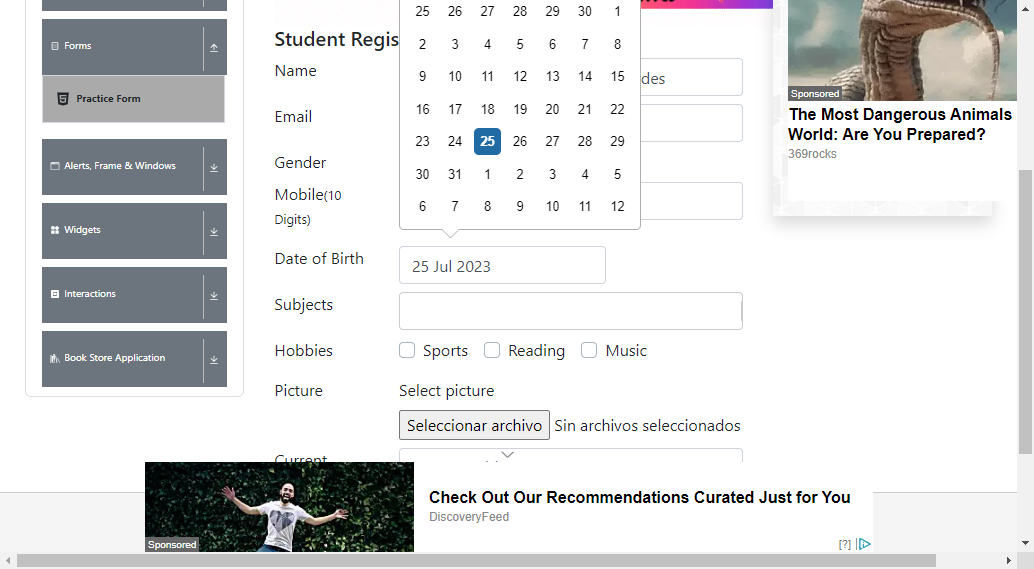 Forms
Practice Form
Alerts, Frame & Windows
Widgets
Interactions
Book Store Application
Student Regis
Name
des
Email
Gender
Mobile(10
Digits)
25 26 27 28 29 30 1
2 3 4 5 6 7 8
9 10 11 12 13 14 15
16 17 18 19 20 21 22
23 24 25 26 27 28 29
30 31 1 2 3 4 5
6 7 8 9 10 11 12
Date of Birth
25 Jul 2023
Subjects
Hobbies
Sports Reading Music
Picture
Select picture
Seleccionar archivo Sin archivos seleccionados
Current
Sponsored
The Most Dangerous Animals
World: Are You Prepared?
369rocks
Sponsored
Check Out Our Recommendations Curated Just for You
DiscoveryFeed
[?]